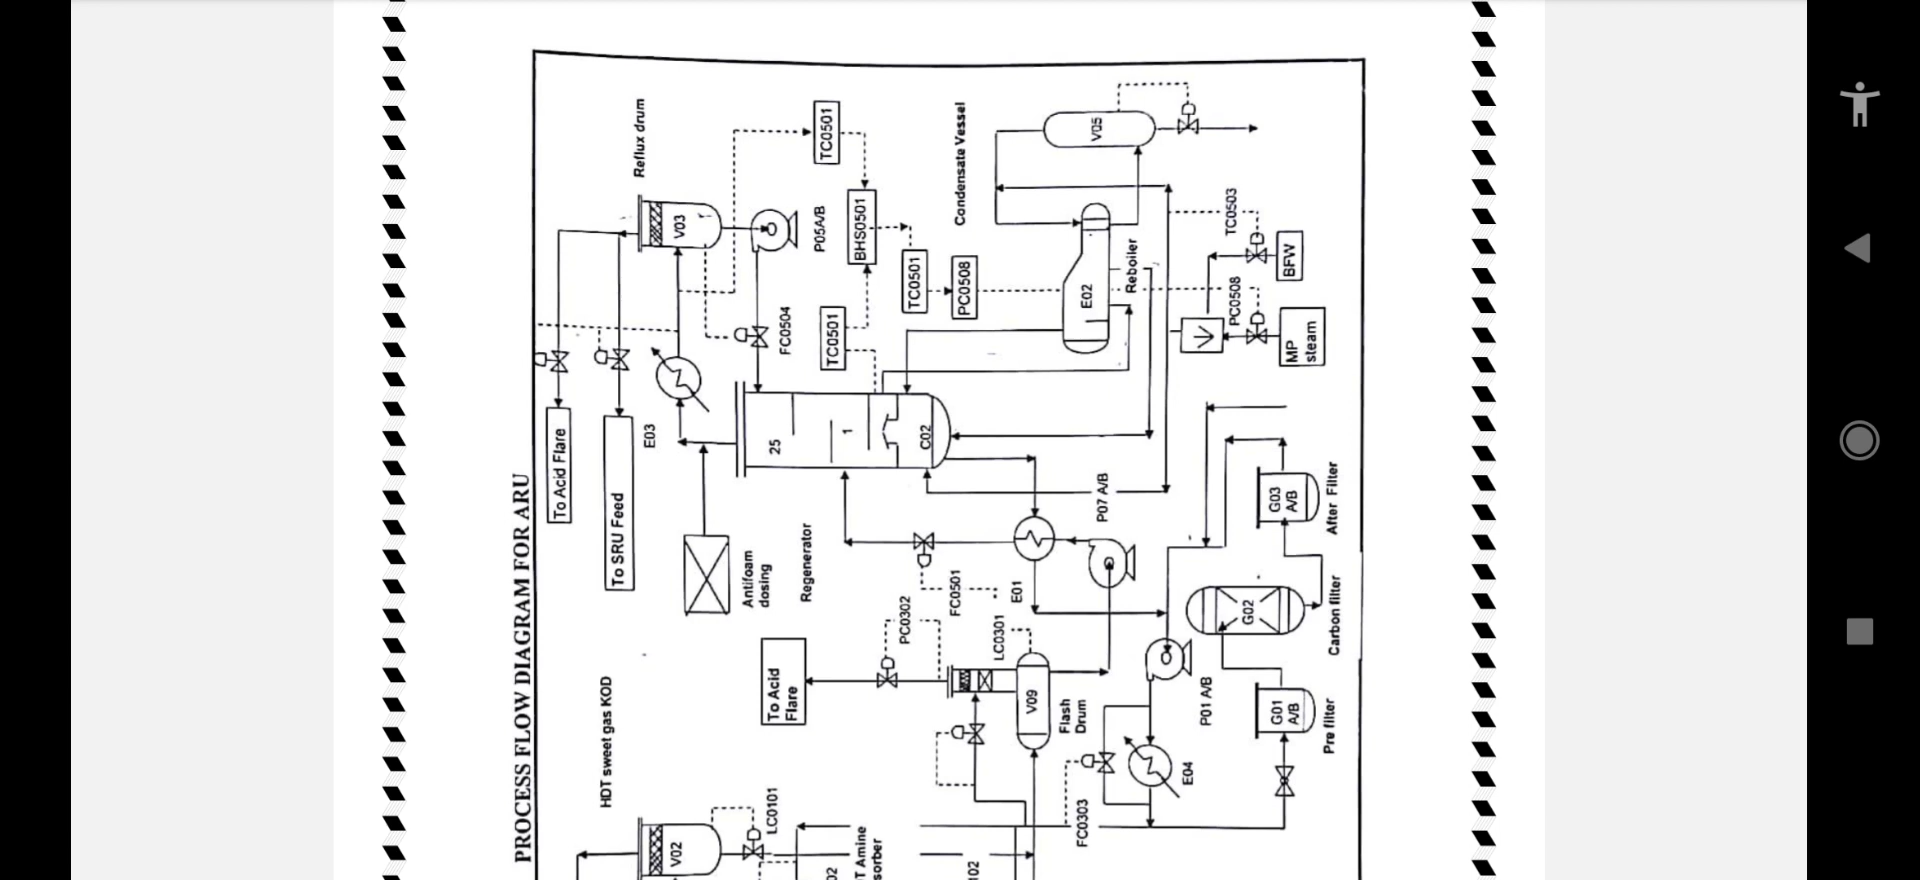 PROCESS FLOW DIAGRAM FOR ARU
To Acid Flare
To SRU Feed
HDT sweet gas KOD
Reflux drum
E03
V03
V02
Antifoam
dosing
To Acid
Flare
LC0101
P05A/B
FC0504
25
Regenerator
TC0501
TC0501
BHS0501
TC0501
PC0508
1
C02
PC0302
FC0501
LC0301
E01
V09
Flash
Drum
FC0303
Condensate Vessel
V05
E02
Reboiler
P07 A/B
P01 A/B
E04
TC0503
PC0508
BFW
MP
steam
G02
G03
A/B
G01
A/B
After Filter
Carbon filter
Pre filter
02
T Amine
sorber
102